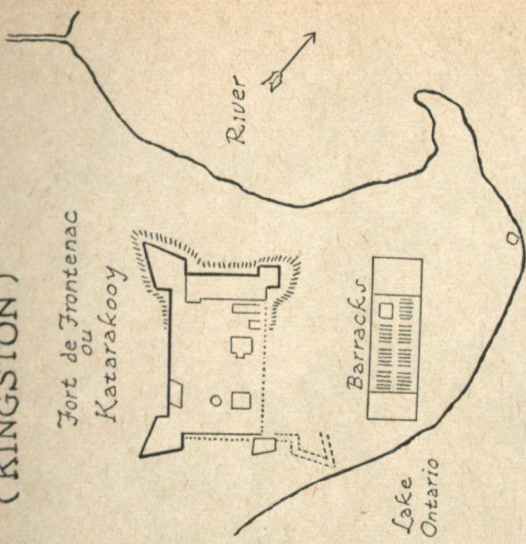 (KINGSTON)
Fort de Frontenac
ou
Katarakooy
River
Barracks
Lake
Ontario